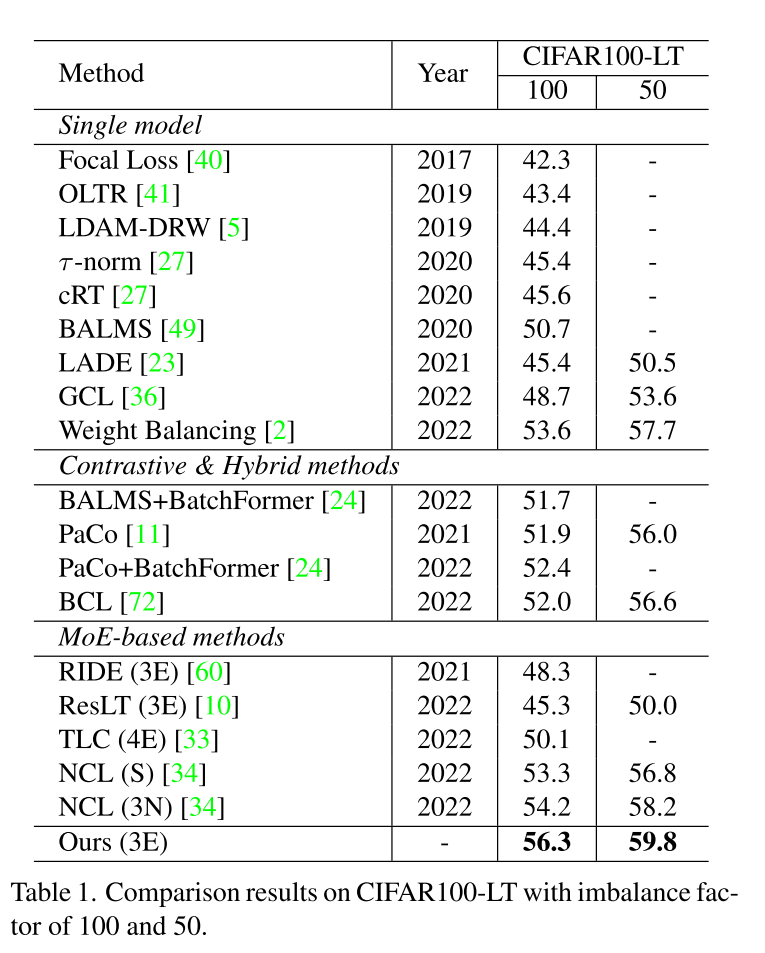 Method Year CIFAR100-LT
100 50
Single model
Focal Loss [40] 2017 42.3 -
OLTR [41] 2019 43.4 -
LDAM-DRW [5] 2019 44.4 -
τ-norm [27] 2020 45.4 -
cRT [27] 2020 45.6 -
BALMS [49] 2020 50.7 -
LADE [23] 2021 45.4 50.5
GCL [36] 2022 48.7 53.6
Weight Balancing [2] 2022 53.6 57.7
Contrastive & Hybrid methods
BALMS+BatchFormer [24] 2022 51.7 -
PaCo [11] 2021 51.9 56.0
PaCo+BatchFormer [24] 2022 52.4 -
BCL [72] 2022 52.0 56.6
MoE-based methods
RIDE (3E) [60] 2021 48.3 -
ResLT (3E) [10] 2022 45.3 50.0
TLC (4E) [33] 2022 50.1 -
NCL (S) [34] 2022 53.3 56.8
NCL (3N) [34] 2022 54.2 58.2
Ours (3E) - 56.3 59.8
Table 1. Comparison results on CIFAR100-LT with imbalance fac-
tor of 100 and 50.